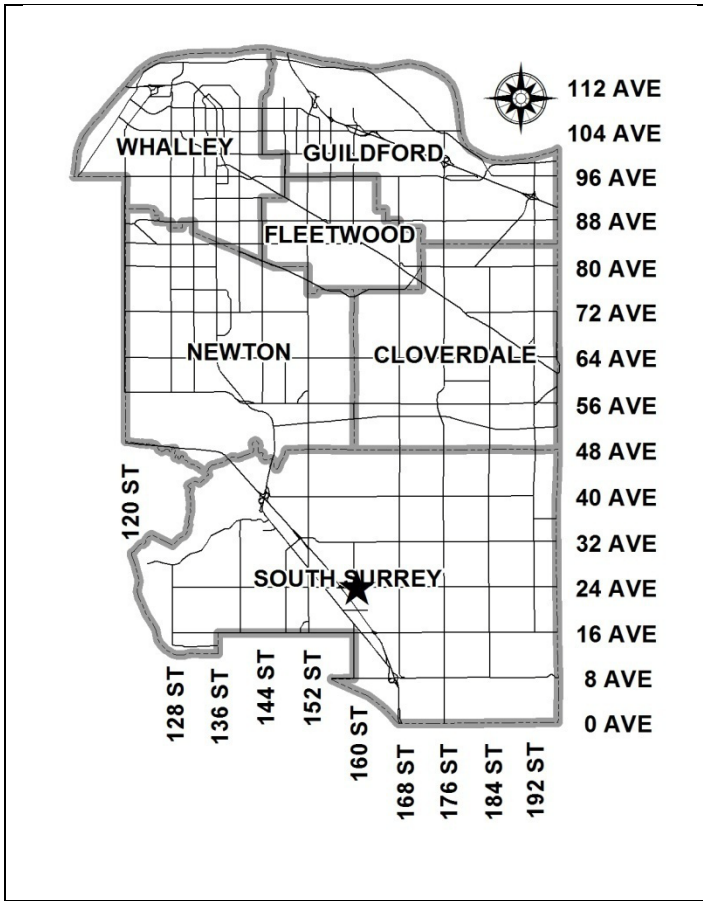 112 AVE
104 AVE
WHALLEY
GUILDFORD
96 AVE
88 AVE
FLEETWOOD
80 AVE
72 AVE
NEWTON
CLOVERDALE
64 AVE
56 AVE
48 AVE
120 ST
40 AVE
32 AVE
SOUTH SURREY
24 AVE
16 AVE
8 AVE
0 AVE
128 ST
136 ST
144 ST
152 ST
160 ST
168 ST
176 ST
184 ST
192 ST